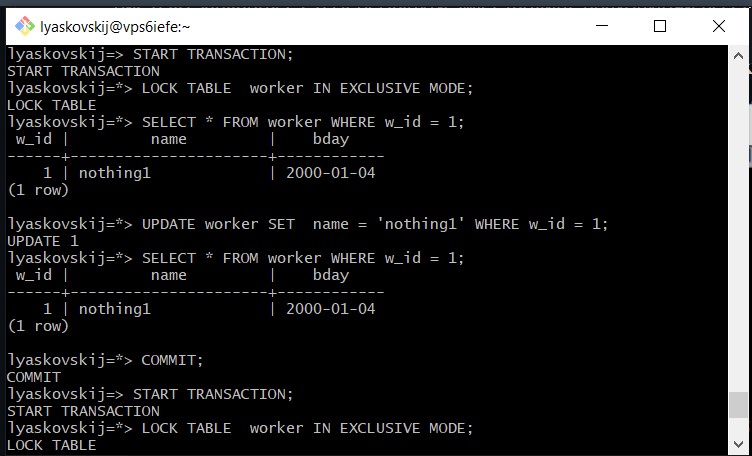 lyaskovskij@vps6iefe:~
lyaskovskij=> START TRANSACTION;
START TRANSACTION
lyaskovskij=*> LOCK TABLE  worker IN EXCLUSIVE MODE;
LOCK TABLE
lyaskovskij=*> SELECT * FROM worker WHERE w_id = 1;
 w_id |         name         |    bday
------+----------------------+------------
    1 | nothing1             | 2000-01-04
(1 row)
lyaskovskij=*> UPDATE worker SET  name = 'nothing1' WHERE w_id = 1;
UPDATE 1
lyaskovskij=*> SELECT * FROM worker WHERE w_id = 1;
 w_id |         name         |    bday
------+----------------------+------------
    1 | nothing1             | 2000-01-04
(1 row)
lyaskovskij=*> COMMIT;
COMMIT
lyaskovskij=> START TRANSACTION;
START TRANSACTION
lyaskovskij=*> LOCK TABLE  worker IN EXCLUSIVE MODE;
LOCK TABLE